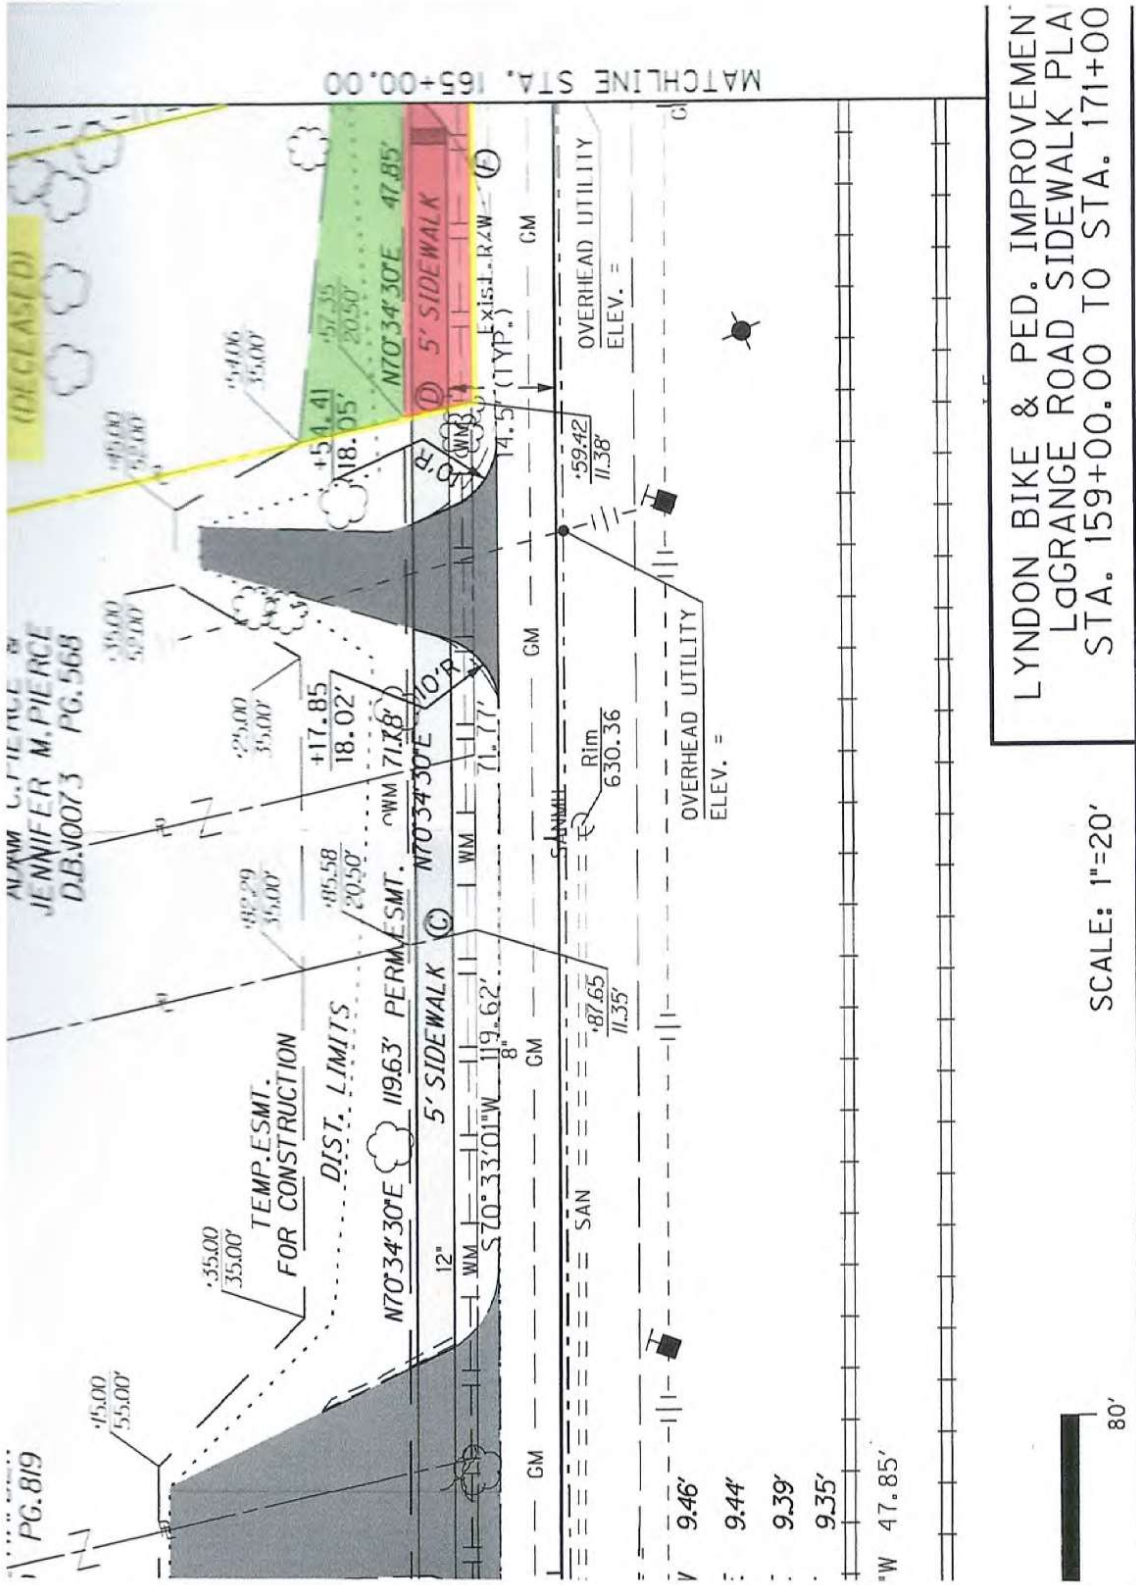 MATCHLINE STA. 165+00.00
(DECEASED)
JENNIFER M. PIERCE
D.B.10073 PG.568
PG.819
+45.00
52.00'
+54.06
35.00'
+57.35
20.50'
+54.41
18.05'
N70°34'30"E 47.85'
5' SIDEWALK
D
F
Exist. R/W
14.5' (TYP.)
WM
10'R
+59.42
11.38'
GM
OVERHEAD UTILITY
ELEV. =
+35.00
52.00'
+25.00
35.00'
+17.85
18.02'
10'R
WM
N70°34'30"E 71.78'
71.77'
GM
SANMH
Rim
630.36
OVERHEAD UTILITY
ELEV. =
+82.29
35.00'
+85.58
20.50'
C
WM
+87.65
11.35'
TEMP. ESMT.
FOR CONSTRUCTION
DIST. LIMITS
N70°34'30"E 119.63' PERM. ESMT.
5' SIDEWALK
12"
WM
S70°33'01"W 119.62'
8"
GM
SAN
+35.00
35.00'
+15.00
55.00'
GM
9.46'
9.44'
9.39'
9.35'
"W 47.85'
LYNDON BIKE & PED. IMPROVEMEN
LaGRANGE ROAD SIDEWALK PLA
STA. 159+00.00 TO STA. 171+00
SCALE: 1"=20'
80'